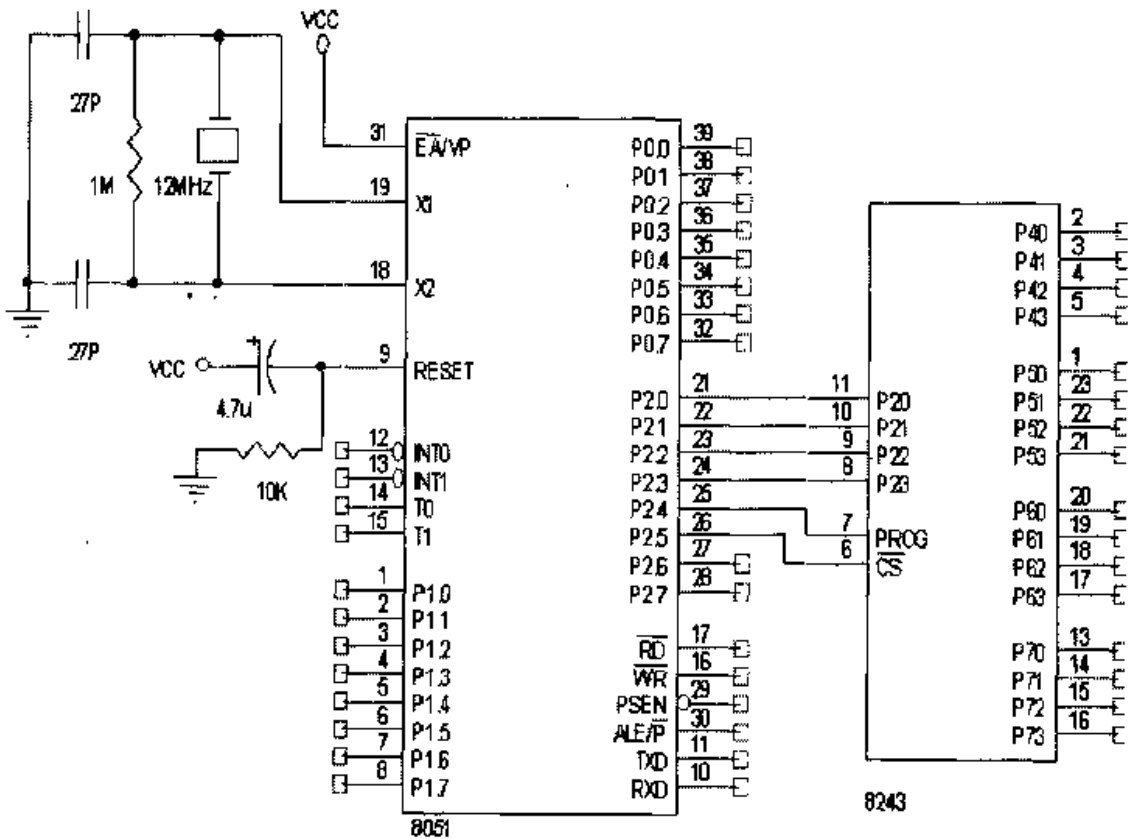 VCC
27P
1M
12MHz
27P
VCC
4.7u
10K
31 EA/VP
19 X1
18 X2
9 RESET
12 INT0
13 INT1
14 T0
15 T1
1 P1.0
2 P1.1
3 P1.2
4 P1.3
5 P1.4
6 P1.5
7 P1.6
8 P1.7
P0.0 39
P0.1 38
P0.2 37
P0.3 36
P0.4 35
P0.5 34
P0.6 33
P0.7 32
P2.0 21
P2.1 22
P2.2 23
P2.3 24
P2.4 25
P2.5 26
P2.6 27
P2.7 28
RD 17
WR 16
PSEN 29
ALE/P 30
TXD 11
RXD 10
8051
11 P20
10 P21
9 P22
8 P23
7 PROG
6 CS
P40 2
P41 3
P42 4
P43 5
P50 1
P51 23
P52 22
P53 21
P60 20
P61 19
P62 18
P63 17
P70 13
P71 14
P72 15
P73 16
8243